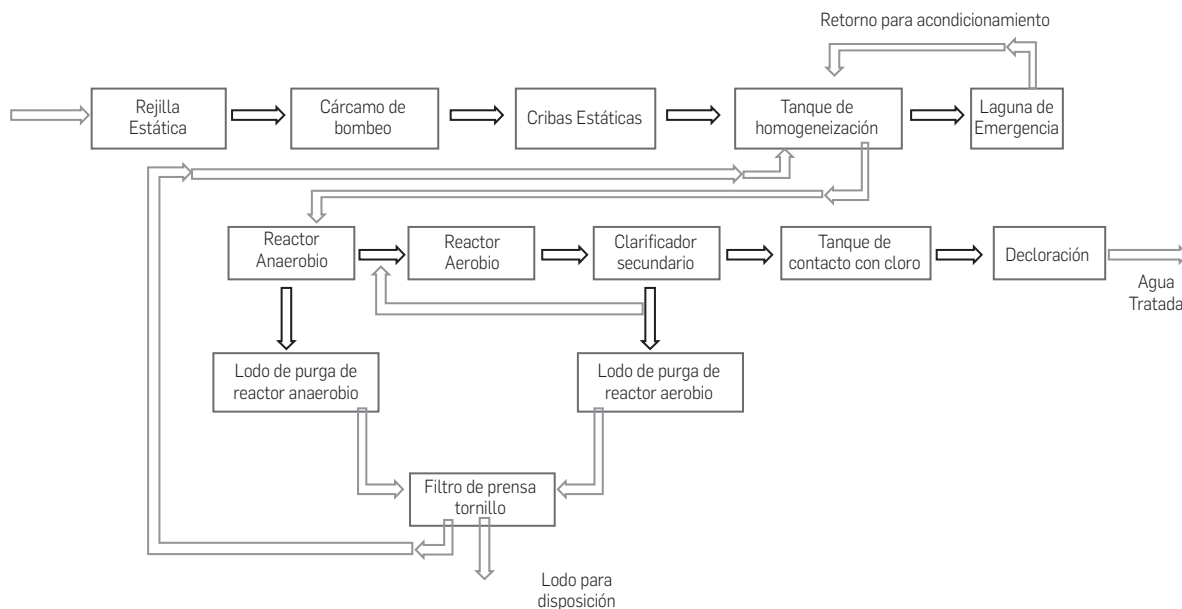 Retorno para acondicionamiento
Rejilla
Estática
Cárcamo de
bombeo
Cribas Estáticas
Tanque de
homogeneización
Laguna de
Emergencia
Reactor
Anaerobio
Reactor
Aerobio
Clarificador
secundario
Tanque de
contacto con cloro
Decloración
Agua
Tratada
Lodo de purga de
reactor anaerobio
Lodo de purga de
reactor aerobio
Filtro de prensa
tornillo
Lodo para
disposición